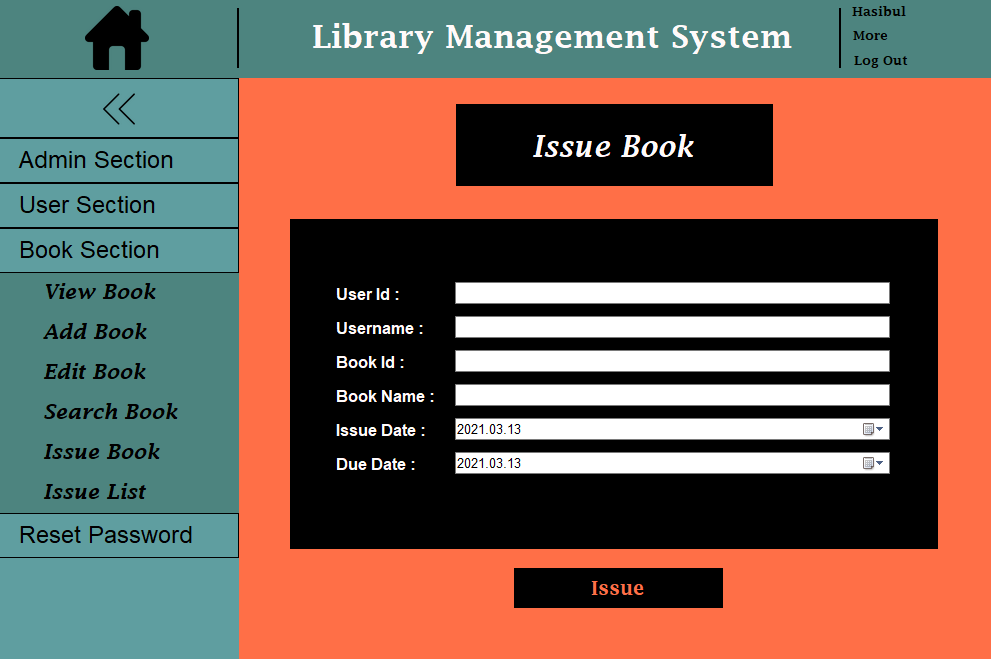 Library Management System
Hasibul
More
Log Out
Admin Section
User Section
Book Section
View Book
Add Book
Edit Book
Search Book
Issue Book
Issue List
Reset Password
Issue Book
User Id :
Username :
Book Id :
Book Name :
Issue Date : 2021.03.13
Due Date : 2021.03.13
Issue